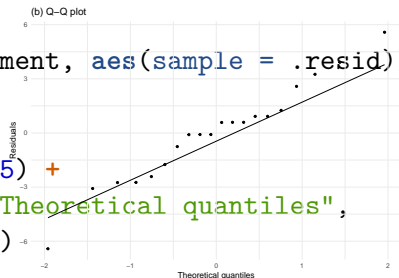 (b) Q–Q plot
6
ment, aes(sample = .resid)
3
0
Residuals
5) +
−3
Theoretical quantiles",
)
−6
−2 −1 0 1 2
Theoretical quantiles